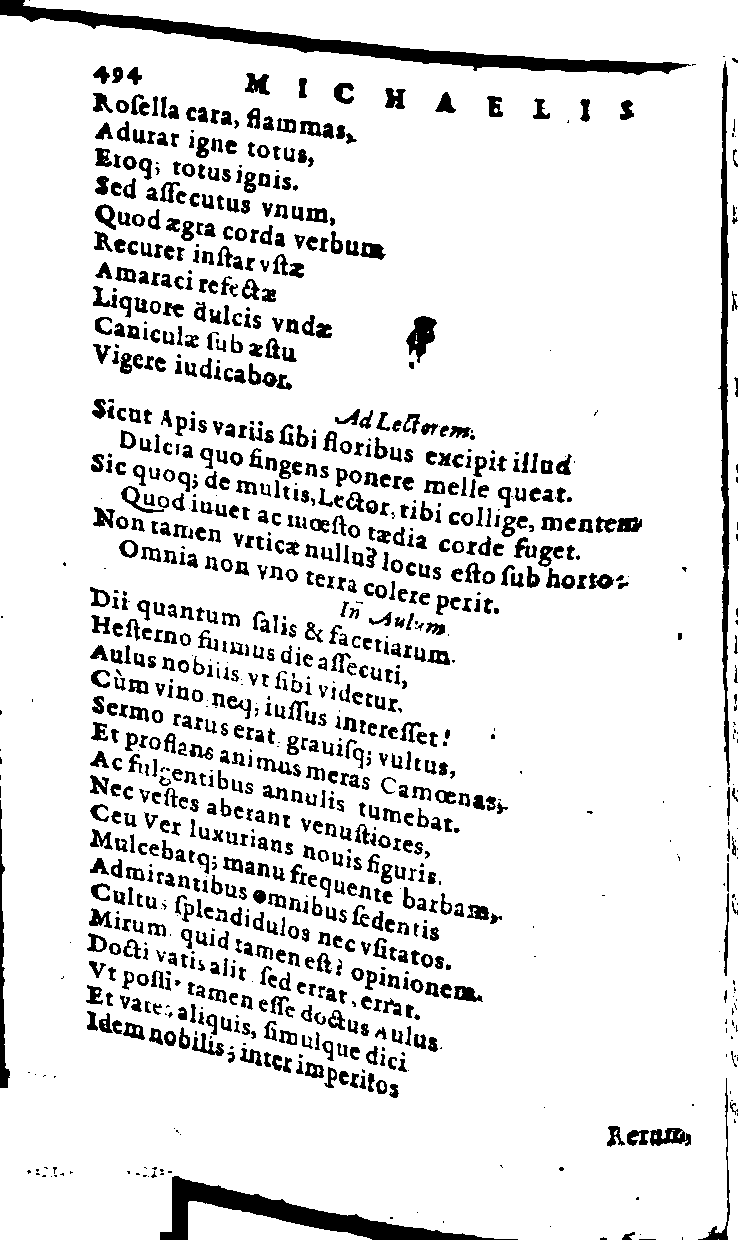 494 MICHAELIS
Roſella cara, flammas,
Adurar igne totus,
Eroq; totus ignis.
Sed aſſecutus vnum,
Quod ægra corda verbum
Recurer inſtar vſtæ
Amaraci refectæ
Liquore dulcis vndæ
Caniculæ ſub æſtu
Vigere iudicabor.
Ad Lectorem.
Sicut Apis variis ſibi floribus excipit illud
Dulcia quo fingens ponere melle queat.
Sic quoq; de multis, Lector, tibi collige, mentem
Quod iuuet ac mœſto tædia corde fuget.
Non tamen vrticæ nullus locus eſto ſub horto:
Omnia non vno terra colere perit.
In Aulum.
Dii quantum ſalis & facetiarum
Heſterno fuimus die aſſecuti,
Aulus nobilis vt ſibi videtur.
Cùm vino neq; iuſſus intereſſet!
Sermo rarus erat grauiſq; vultus,
Et proflans animus meras Camœnas,
Ac fulgentibus annulis tumebat.
Nec veſtes aberant venuſtiores,
Ceu Ver luxurians nouis figuris.
Mulcebatq; manu frequente barbam,
Admirantibus omnibus ſedentis
Cultus ſplendidulos nec vſitatos.
Mirum quid tamen eſt? opinionem
Docti vatis alit ſed errat, errat.
Vt poſſit tamen eſſe doctus Aulus
Et vates aliquis, ſimulque dici
Idem nobilis; inter imperitos
Rerum,